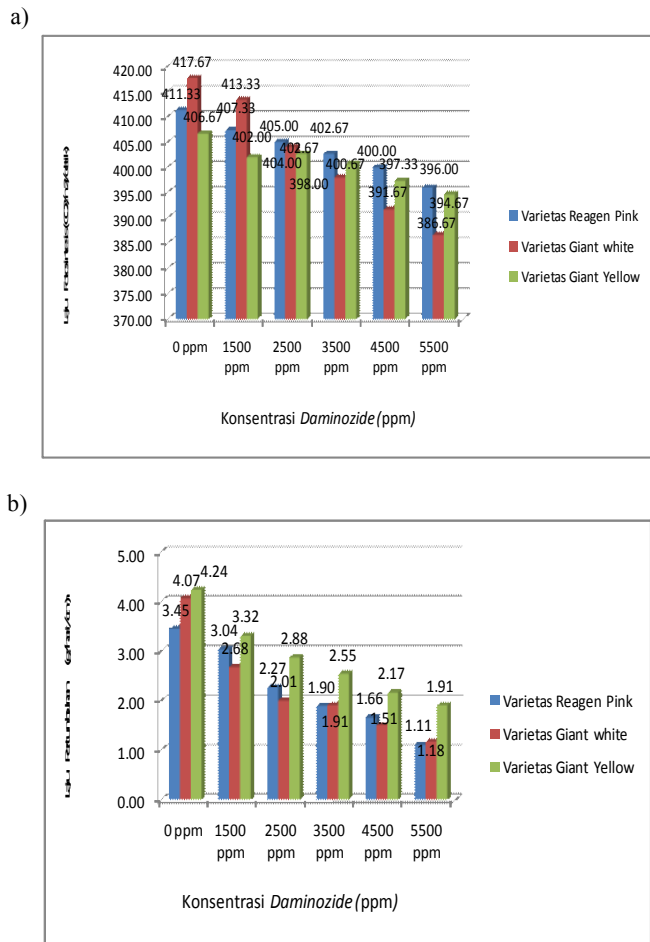 a)
420.00
415.00
410.00
405.00
400.00
395.00
390.00
385.00
380.00
375.00
370.00
411.33
417.67
406.67
407.33
413.33
402.00
405.00
404.00
402.67
402.67
398.00
400.67
400.00
391.67
397.33
396.00
386.67
394.67
0 ppm
1500
ppm
2500
ppm
3500
ppm
4500
ppm
5500
ppm
Konsentrasi Daminozide (ppm)
Varietas Reagen Pink
Varietas Giant white
Varietas Giant Yellow
b)
5.00
4.00
3.00
2.00
1.00
0.00
3.45
4.07
4.24
3.04
2.68
3.32
2.27
2.01
2.88
1.90
1.91
2.55
1.66
1.51
2.17
1.11
1.18
1.91
0 ppm
1500
ppm
2500
ppm
3500
ppm
4500
ppm
5500
ppm
Konsentrasi Daminozide (ppm)
Varietas Reagen Pink
Varietas Giant white
Varietas Giant Yellow